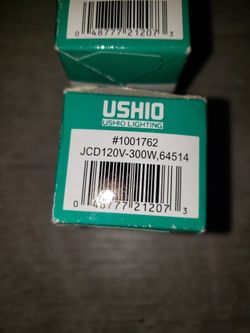 0 48777 21207 3
USHIO
USHIO LIGHTING
#1001762
JCD120V-300W,64514
0 48777 21207 3